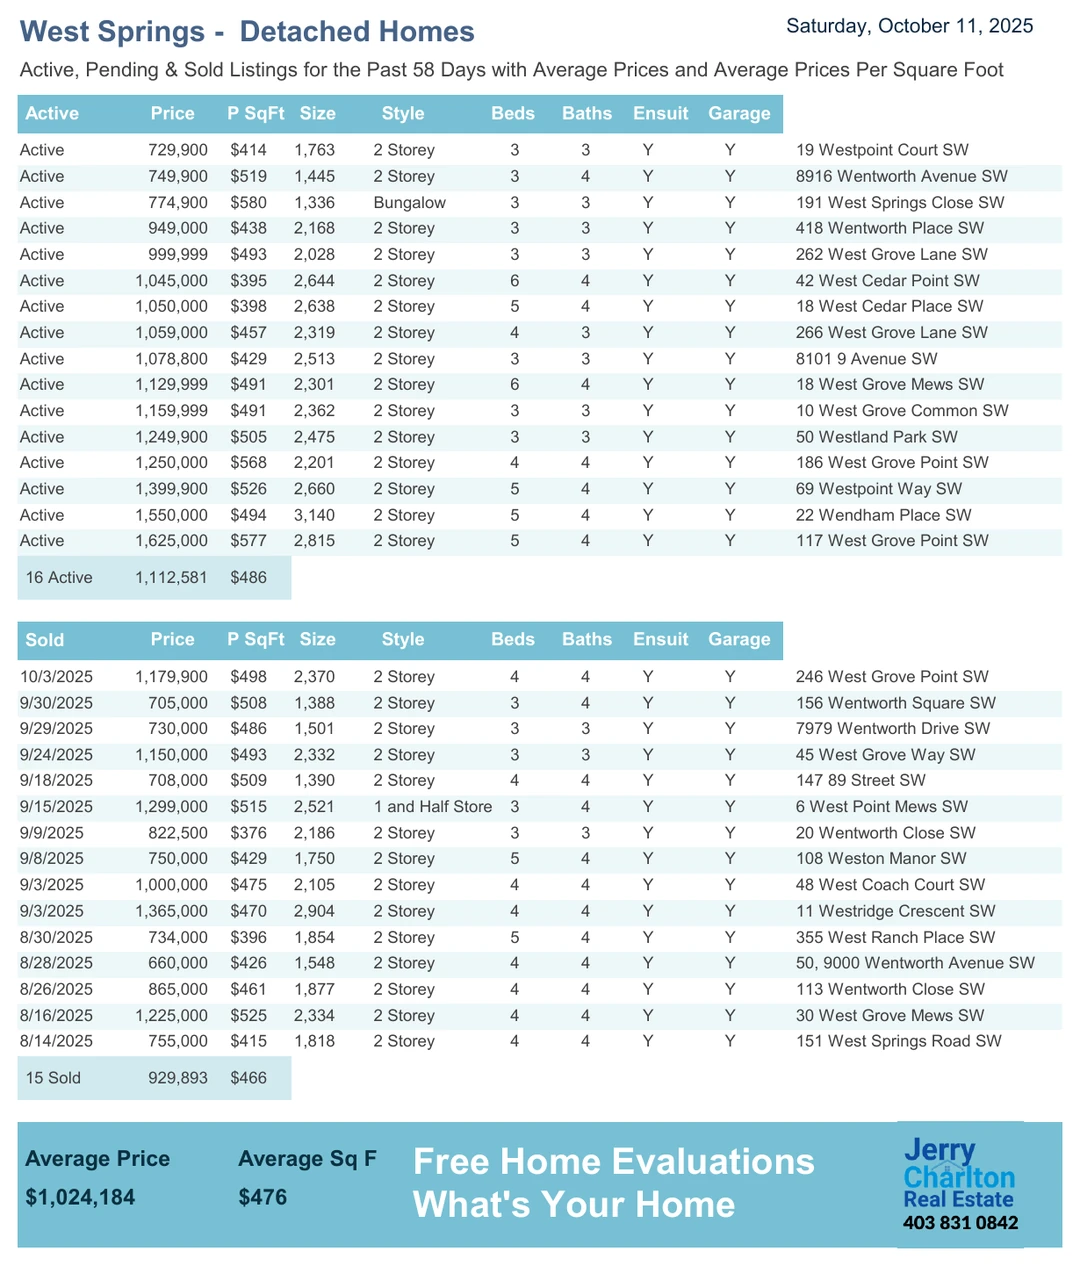 West Springs - Detached Homes
Saturday, October 11, 2025
Active, Pending & Sold Listings for the Past 58 Days with Average Prices and Average Prices Per Square Foot
Active Price P SqFt Size Style Beds Baths Ensuit Garage
Active 729,900 $414 1,763 2 Storey 3 3 Y Y 19 Westpoint Court SW
Active 749,900 $519 1,445 2 Storey 3 4 Y Y 8916 Wentworth Avenue SW
Active 774,900 $580 1,336 Bungalow 3 3 Y Y 191 West Springs Close SW
Active 949,000 $438 2,168 2 Storey 3 3 Y Y 418 Wentworth Place SW
Active 999,999 $493 2,028 2 Storey 3 3 Y Y 262 West Grove Lane SW
Active 1,045,000 $395 2,644 2 Storey 6 4 Y Y 42 West Cedar Point SW
Active 1,050,000 $398 2,638 2 Storey 5 4 Y Y 18 West Cedar Place SW
Active 1,059,000 $457 2,319 2 Storey 4 3 Y Y 266 West Grove Lane SW
Active 1,078,800 $429 2,513 2 Storey 3 3 Y Y 8101 9 Avenue SW
Active 1,129,999 $491 2,301 2 Storey 6 4 Y Y 18 West Grove Mews SW
Active 1,159,999 $491 2,362 2 Storey 3 3 Y Y 10 West Grove Common SW
Active 1,249,900 $505 2,475 2 Storey 3 3 Y Y 50 Westland Park SW
Active 1,250,000 $568 2,201 2 Storey 4 4 Y Y 186 West Grove Point SW
Active 1,399,900 $526 2,660 2 Storey 5 4 Y Y 69 Westpoint Way SW
Active 1,550,000 $494 3,140 2 Storey 5 4 Y Y 22 Wendham Place SW
Active 1,625,000 $577 2,815 2 Storey 5 4 Y Y 117 West Grove Point SW
16 Active 1,112,581 $486
Sold Price P SqFt Size Style Beds Baths Ensuit Garage
10/3/2025 1,179,900 $498 2,370 2 Storey 4 4 Y Y 246 West Grove Point SW
9/30/2025 705,000 $508 1,388 2 Storey 3 4 Y Y 156 Wentworth Square SW
9/29/2025 730,000 $486 1,501 2 Storey 3 3 Y Y 7979 Wentworth Drive SW
9/24/2025 1,150,000 $493 2,332 2 Storey 3 3 Y Y 45 West Grove Way SW
9/18/2025 708,000 $509 1,390 2 Storey 4 4 Y Y 147 89 Street SW
9/15/2025 1,299,000 $515 2,521 1 and Half Store 3 4 Y Y 6 West Point Mews SW
9/9/2025 822,500 $376 2,186 2 Storey 3 3 Y Y 20 Wentworth Close SW
9/8/2025 750,000 $429 1,750 2 Storey 5 4 Y Y 108 Weston Manor SW
9/3/2025 1,000,000 $475 2,105 2 Storey 4 4 Y Y 48 West Coach Court SW
9/3/2025 1,365,000 $470 2,904 2 Storey 4 4 Y Y 11 Westridge Crescent SW
8/30/2025 734,000 $396 1,854 2 Storey 5 4 Y Y 355 West Ranch Place SW
8/28/2025 660,000 $426 1,548 2 Storey 4 4 Y Y 50, 9000 Wentworth Avenue SW
8/26/2025 865,000 $461 1,877 2 Storey 4 4 Y Y 113 Wentworth Close SW
8/16/2025 1,225,000 $525 2,334 2 Storey 4 4 Y Y 30 West Grove Mews SW
8/14/2025 755,000 $415 1,818 2 Storey 4 4 Y Y 151 West Springs Road SW
15 Sold 929,893 $466
Average Price Average Sq F
$1,024,184 $476
Free Home Evaluations
What's Your Home
Jerry
Charlton
Real Estate
403 831 0842